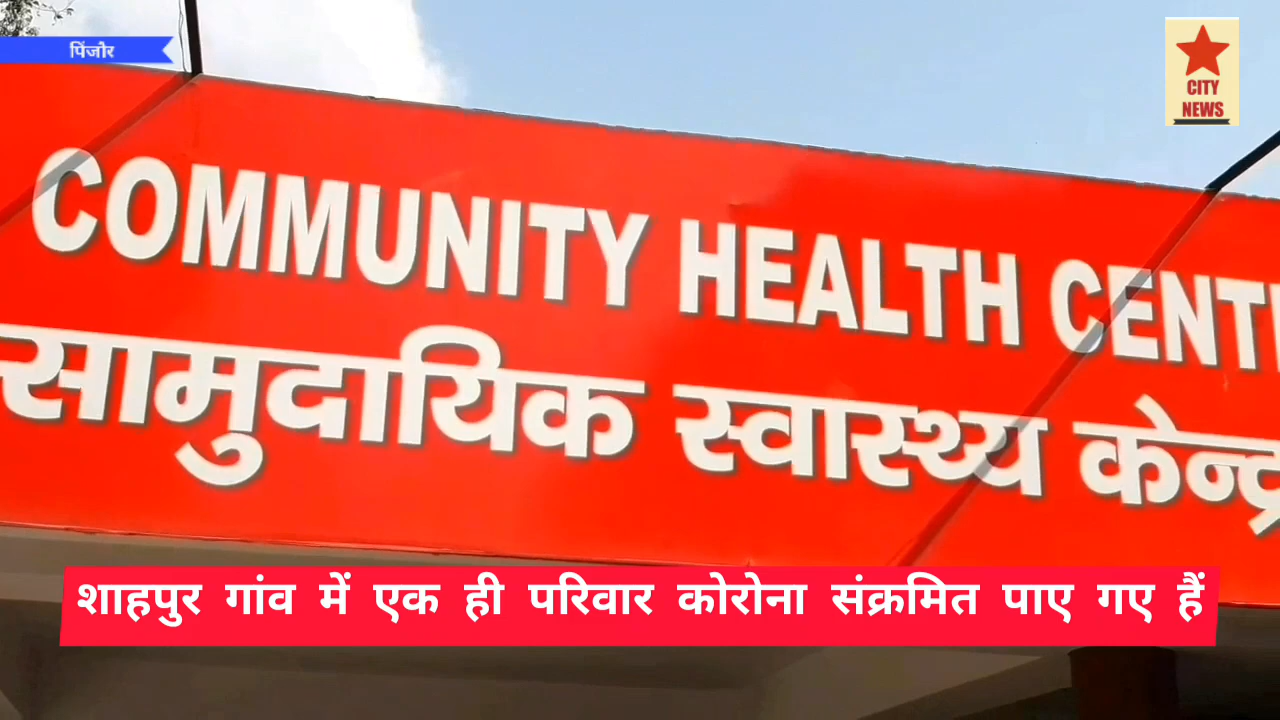 पिंजौर
CITY
NEWS
COMMUNITY HEALTH CENT
सामुदायिक स्वास्थ्य केन्द्र
शाहपुर गांव में एक ही परिवार कोरोना संक्रमित पाए गए हैं